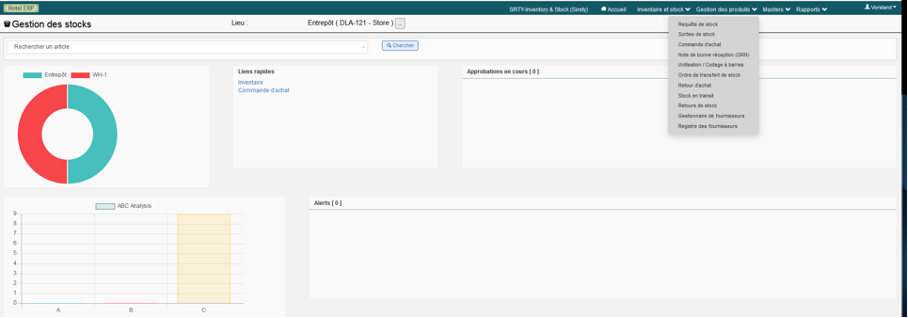 Hotel ERP
SRTY-Inventory & Stock (Sirety) Accueil Inventaire et stock Gestion des produits Masters Rapports Verstand
Gestion des stocks
Lieu : Entrepôt ( DLA-121 - Store ) ...
Rechercher un article
Chercher
Requête de stock
Sorties de stock
Commande d'achat
Note de bonne réception (GRN)
Unitisation / Codage à barres
Ordre de transfert de stock
Retour d'achat
Stock en transit
Retours de stock
Gestionnaire de fournisseurs
Registre des fournisseurs
Entrepôt WH-1
Liens rapides
Inventaire
Commande d'achat
Approbations en cours [ 0 ]
ABC Analysis
9
8
7
6
5
4
3
2
1
0
A B C
Alerts [ 0 ]